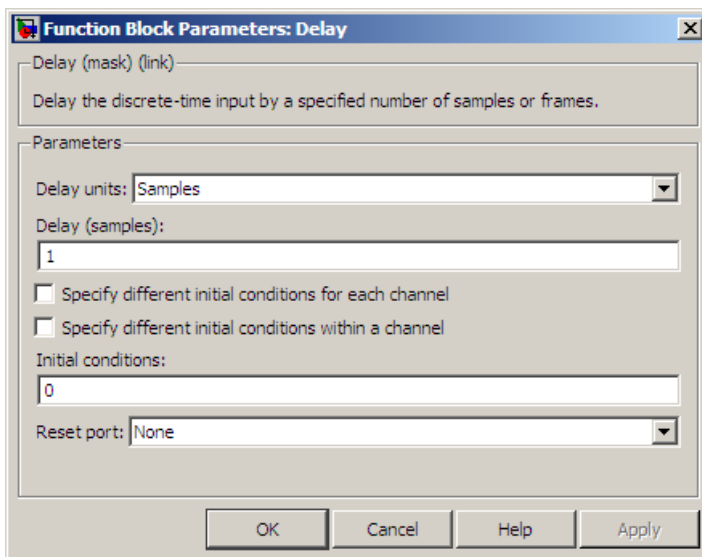 Function Block Parameters: Delay
Delay (mask) (link)
Delay the discrete-time input by a specified number of samples or frames.
Parameters
Delay units: Samples
Delay (samples):
1
Specify different initial conditions for each channel
Specify different initial conditions within a channel
Initial conditions:
0
Reset port: None
OK Cancel Help Apply